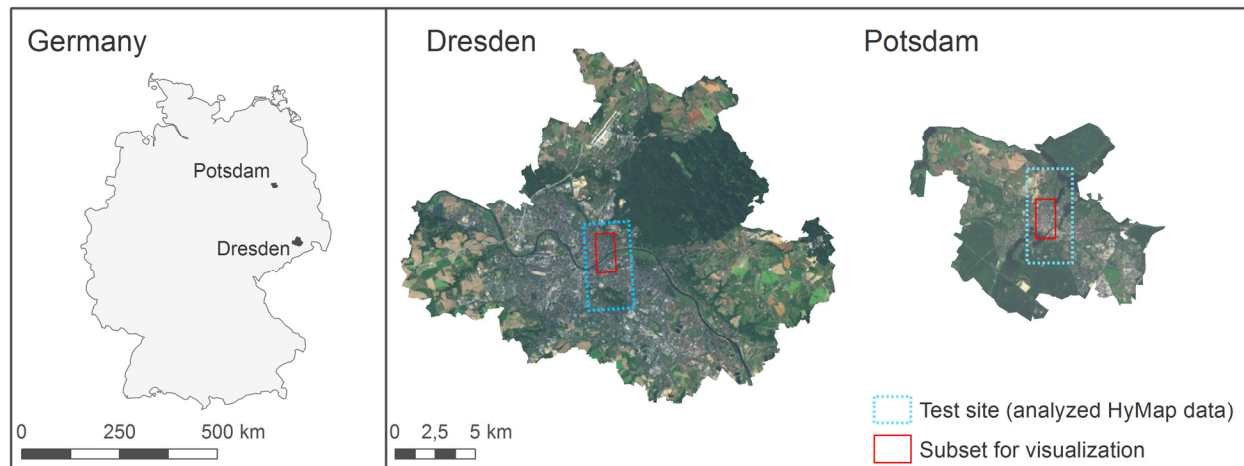 Germany
Potsdam
Dresden
0 250 500 km
Dresden
0 2,5 5 km
Potsdam
Test site (analyzed HyMap data)
Subset for visualization